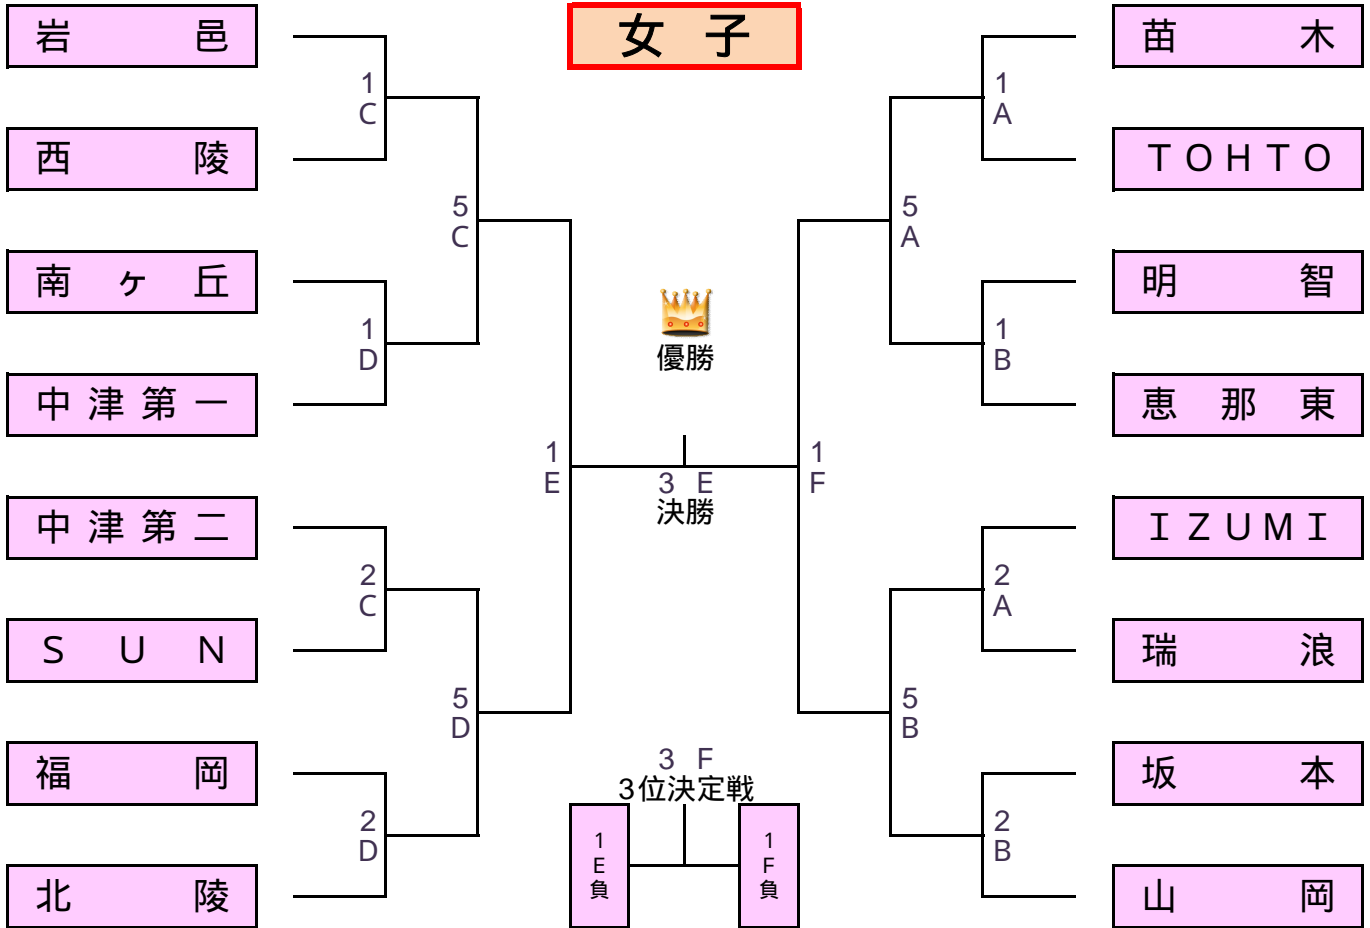 女子
岩邑
西陵
南ヶ丘
中津第一
中津第二
SUN
福岡
北陵
1
C
1
D
2
C
2
D
5
C
5
D
1
E
優勝
3 E
決勝
3 F
3位決定戦
1
E
負
1
F
負
1
F
5
A
5
B
1
A
1
B
2
A
2
B
苗木
TOHTO
明智
恵那東
IZUMI
瑞浪
坂本
山岡